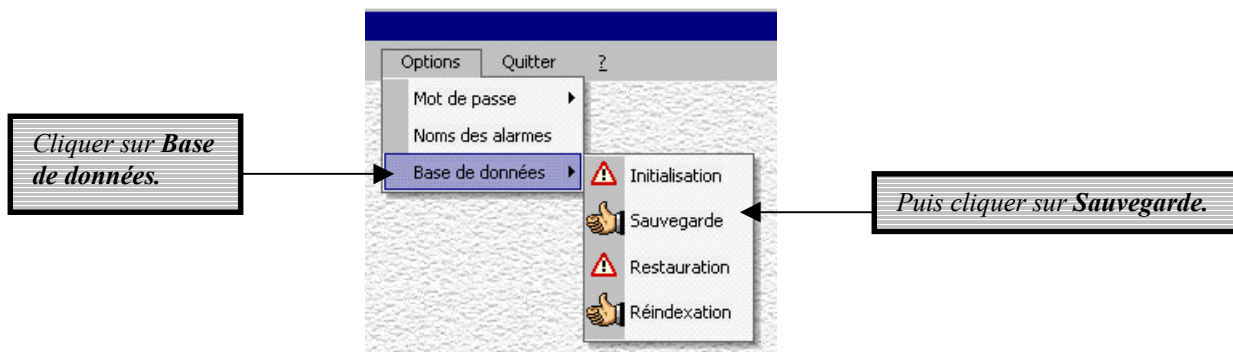 Options Quitter ?
Mot de passe
Noms des alarmes
Cliquer sur Base
de données.
Base de données
Initialisation
Sauvegarde
Restauration
Réindexation
Puis cliquer sur Sauvegarde.